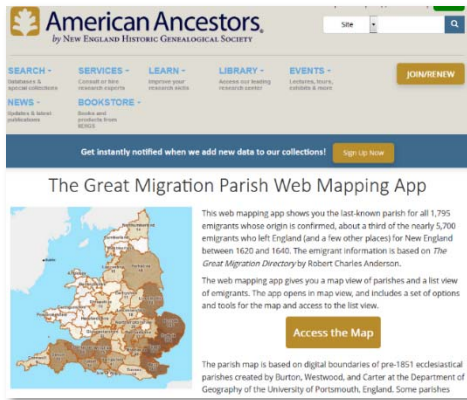 American Ancestors
by New England Historic Genealogical Society
Site
SEARCH
Databases &
special collections
SERVICES
Consult or hire
research experts
LEARN
Improve your
research skills
LIBRARY
Access our leading
research center
EVENTS
Lectures, tours,
exhibits & more
JOIN/RENEW
NEWS
Updates & latest
publications
BOOKSTORE
Books and
products from
NEHGS
Get instantly notified when we add new data to our collections!
Sign Up Now
The Great Migration Parish Web Mapping App
This web mapping app shows you the last-known parish for all 1,795
emigrants whose origin is confirmed, about a third of the nearly 5,700
emigrants who left England (and a few other places) for New England
between 1620 and 1640. The emigrant information is based on The
Great Migration Directory by Robert Charles Anderson.
The web mapping app gives you a map view of parishes and a list view
of emigrants. The app opens in map view, and includes a set of options
and tools for the map and access to the list view.
Access the Map
The parish map is based on digital boundaries of pre-1851 ecclesiastical
parishes created by Burton, Westwood, and Carter at the Department of
Geography of the University of Portsmouth, England. Some parishes